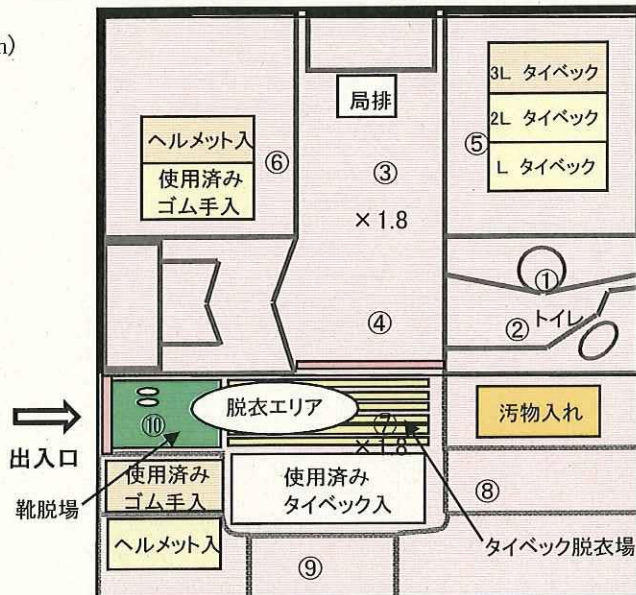 n)
局排
3L タイベック
2L タイベック
L タイベック
⑤
ヘルメット入
使用済み
ゴム手入
⑥
③
×1.8
①
② トイレ
④
出入口
⑩
脱衣エリア
⑦
×1.8
汚物入れ
靴脱場
使用済み
ゴム手入
使用済み
タイベック入
⑧
ヘルメット入
タイベック脱衣場
⑨